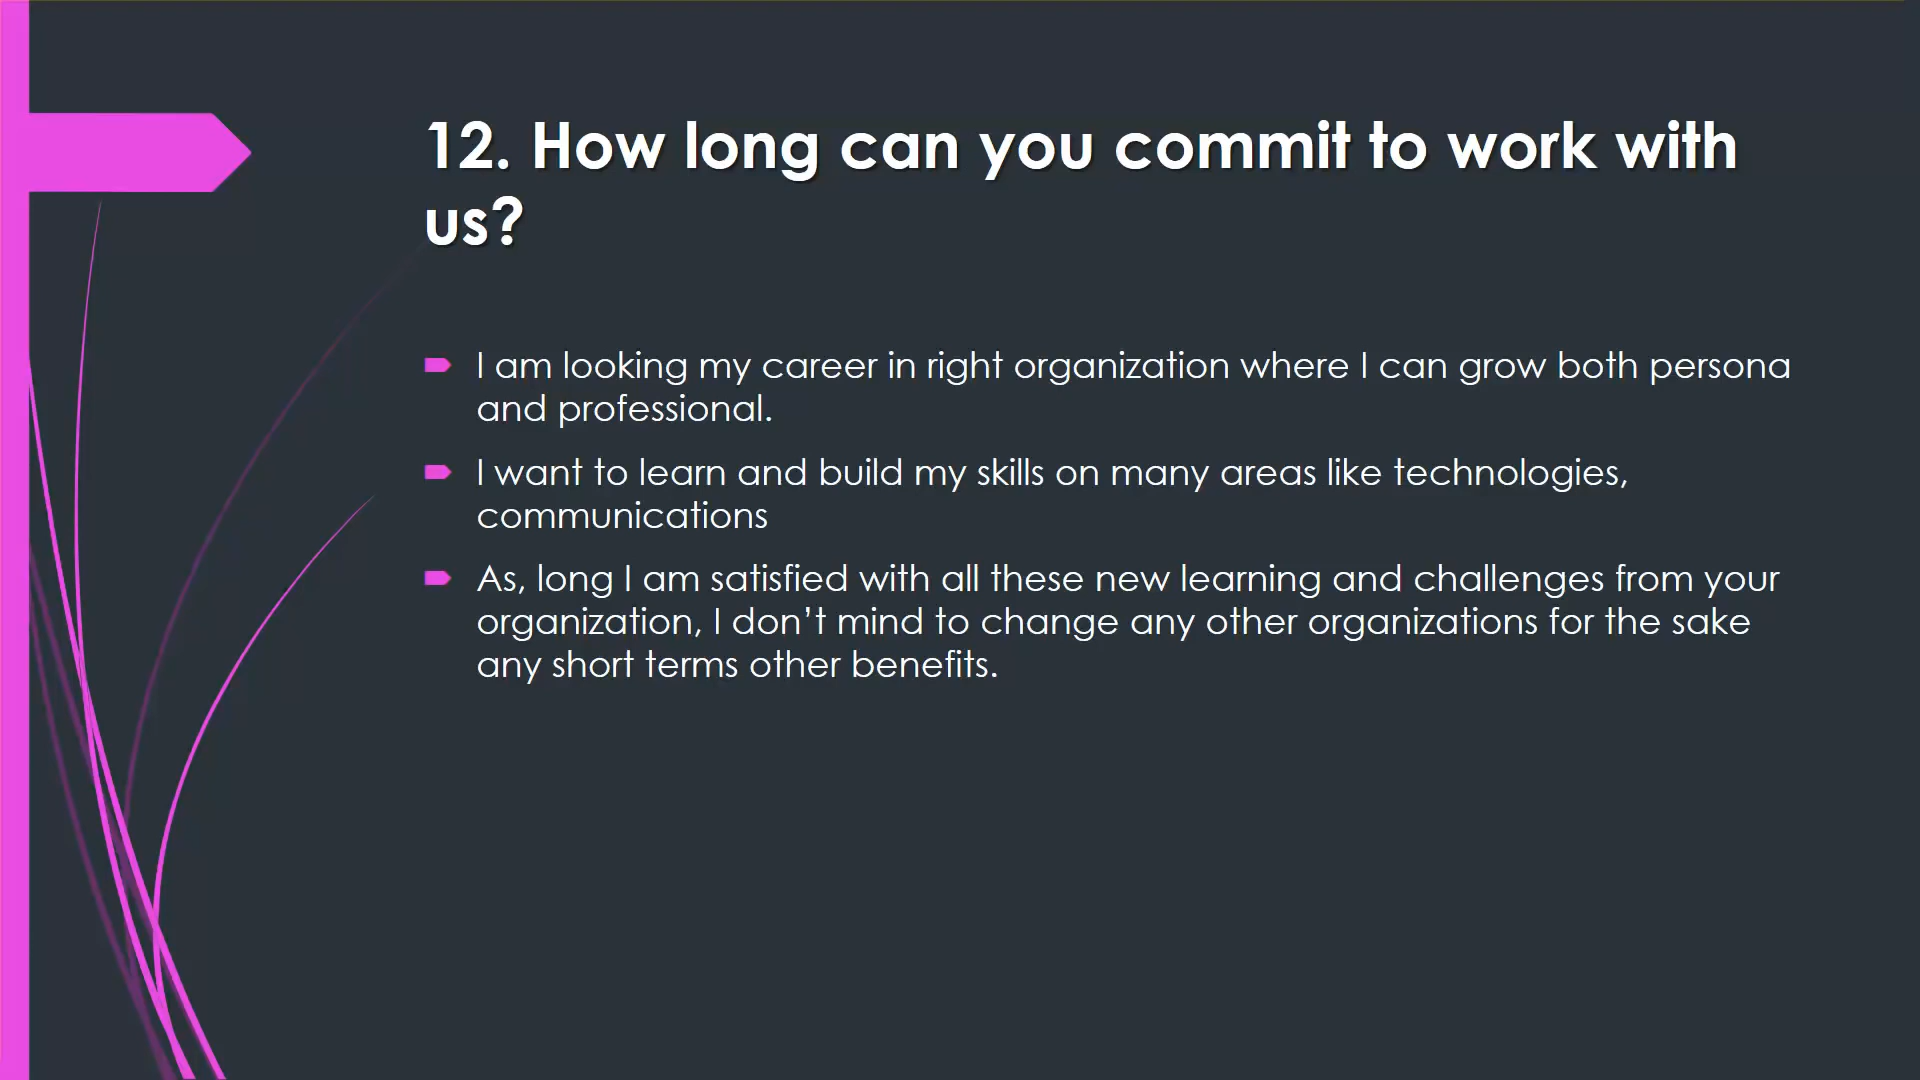 12. How long can you commit to work with
us?
I am looking my career in right organization where I can grow both persona
and professional.
I want to learn and build my skills on many areas like technologies,
communications
As, long I am satisfied with all these new learning and challenges from your
organization, I don’t mind to change any other organizations for the sake
any short terms other benefits.